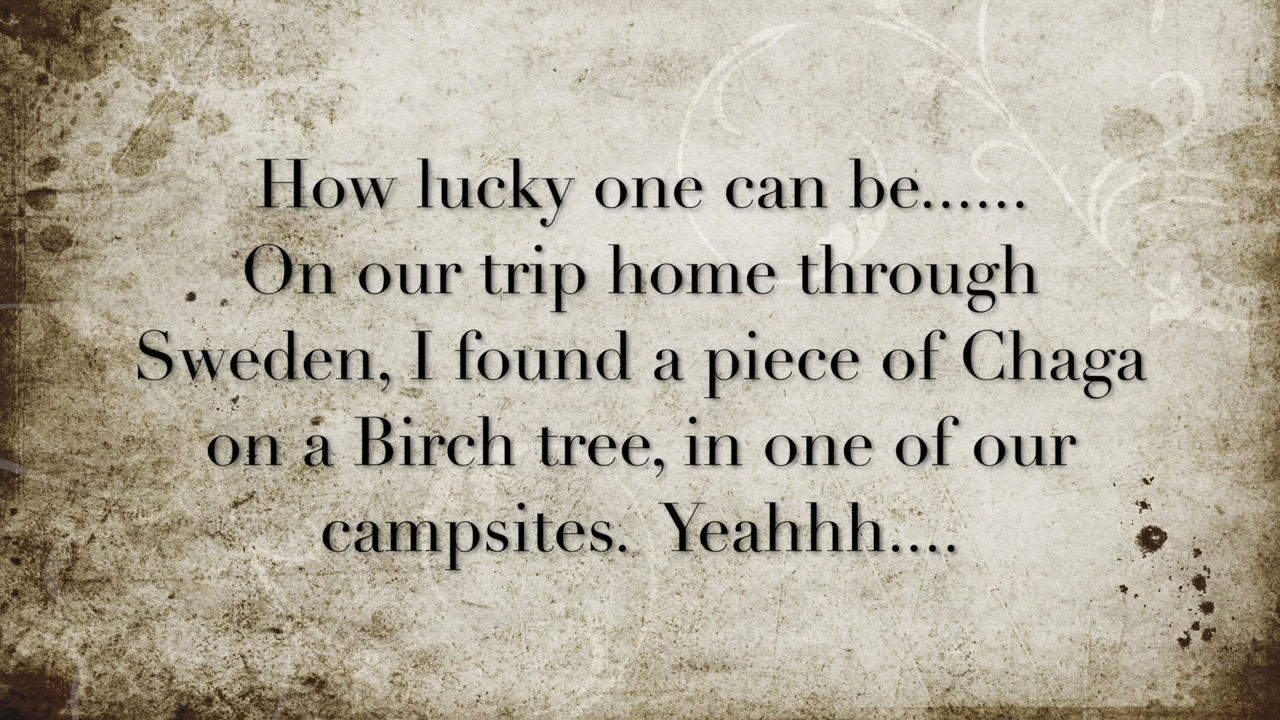 How lucky one can be......
On our trip home through
Sweden, I found a piece of Chaga
on a Birch tree, in one of our
campsites.  Yeahhh....